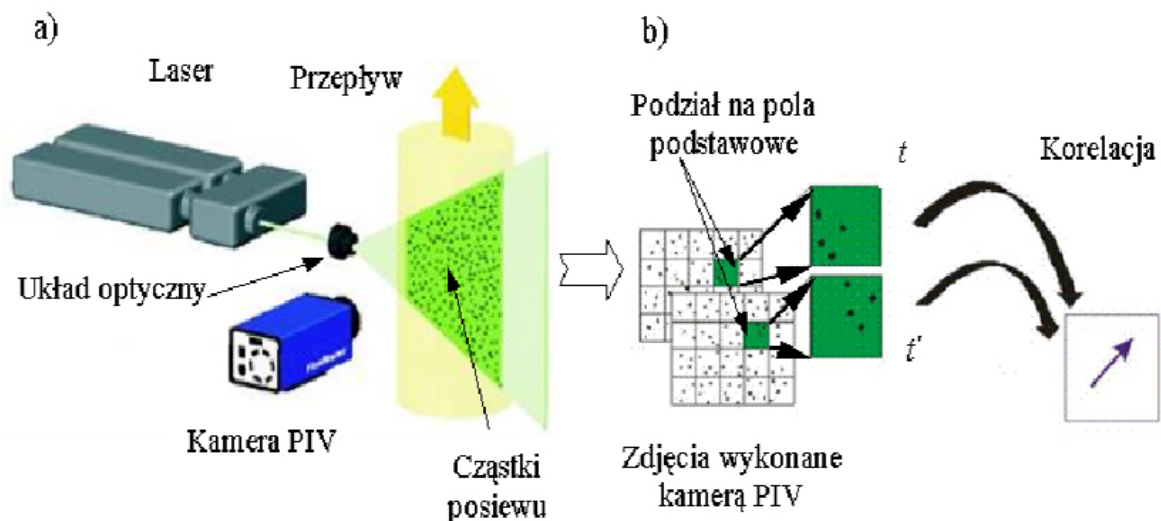 a)
Laser
Przepływ
Układ optyczny
Kamera PIV
Cząstki
posiewu
b)
Podział na pola
podstawowe
t
Korelacja
t'
Zdjęcia wykonane
kamerą PIV